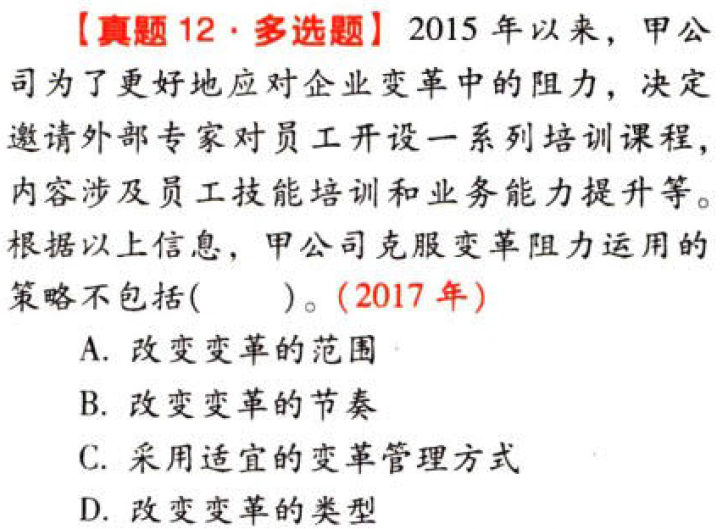 【真题 12·多选题】 2015 年以来，甲公
司为了更好地应对企业变革中的阻力，决定
邀请外部专家对员工开设一系列培训课程，
内容涉及员工技能培训和业务能力提升等。
根据以上信息，甲公司克服变革阻力运用的
策略不包括(　　)。(2017 年)
A. 改变变革的范围
B. 改变变革的节奏
C. 采用适宜的变革管理方式
D. 改变变革的类型